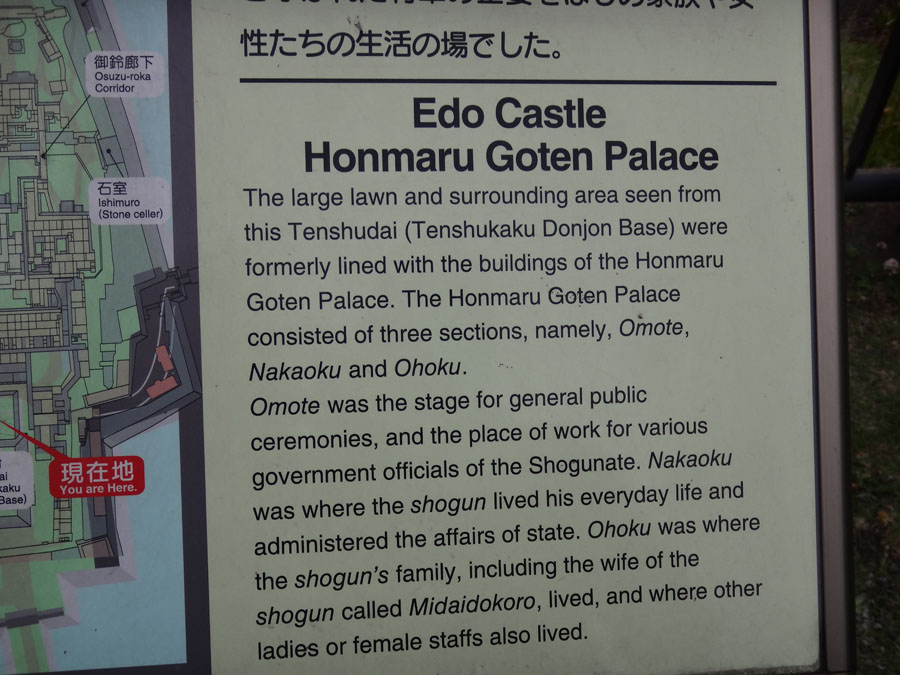 性たちの生活の場でした。
Edo Castle
Honmaru Goten Palace
The large lawn and surrounding area seen from
this Tenshudai (Tenshukaku Donjon Base) were
formerly lined with the buildings of the Honmaru
Goten Palace. The Honmaru Goten Palace
consisted of three sections, namely, Omote,
Nakaoku and Ohoku.
Omote was the stage for general public
ceremonies, and the place of work for various
government officials of the Shogunate. Nakaoku
was where the shogun lived his everyday life and
administered the affairs of state. Ohoku was where
the shogun's family, including the wife of the
shogun called Midaidokoro, lived, and where other
ladies or female staffs also lived.
御鈴廊下
Osuzu-roka
Corridor
石室
Ishimuro
(Stone celler)
現在地
You are Here.
Base)